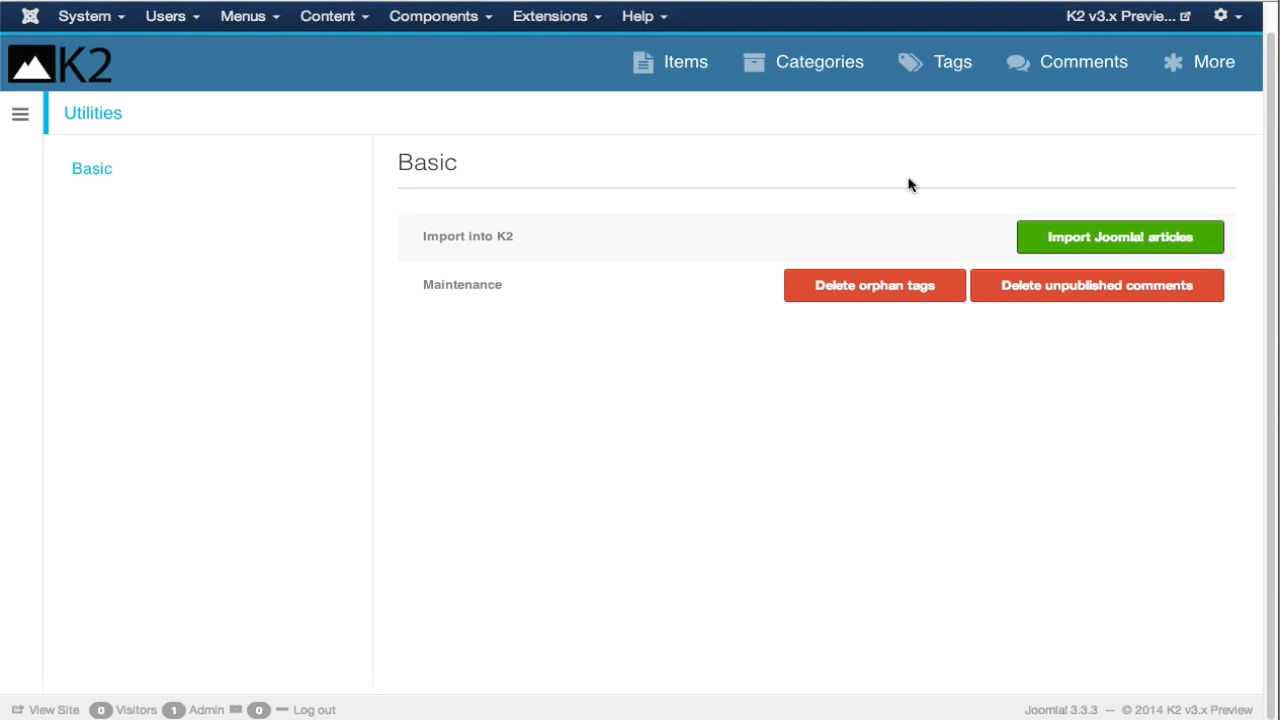 System Users Menus Content Components Extensions Help K2 v3.x Previe...
K2 Items Categories Tags Comments More
Utilities
Basic
Basic
Import into K2 Import Joomla! articles
Maintenance Delete orphan tags Delete unpublished comments
View Site 0 Visitors 1 Admin 0 Log out Joomla! 3.3.3 — © 2014 K2 v3.x Preview